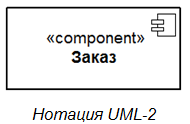 «component»
Заказ
Нотация UML-2